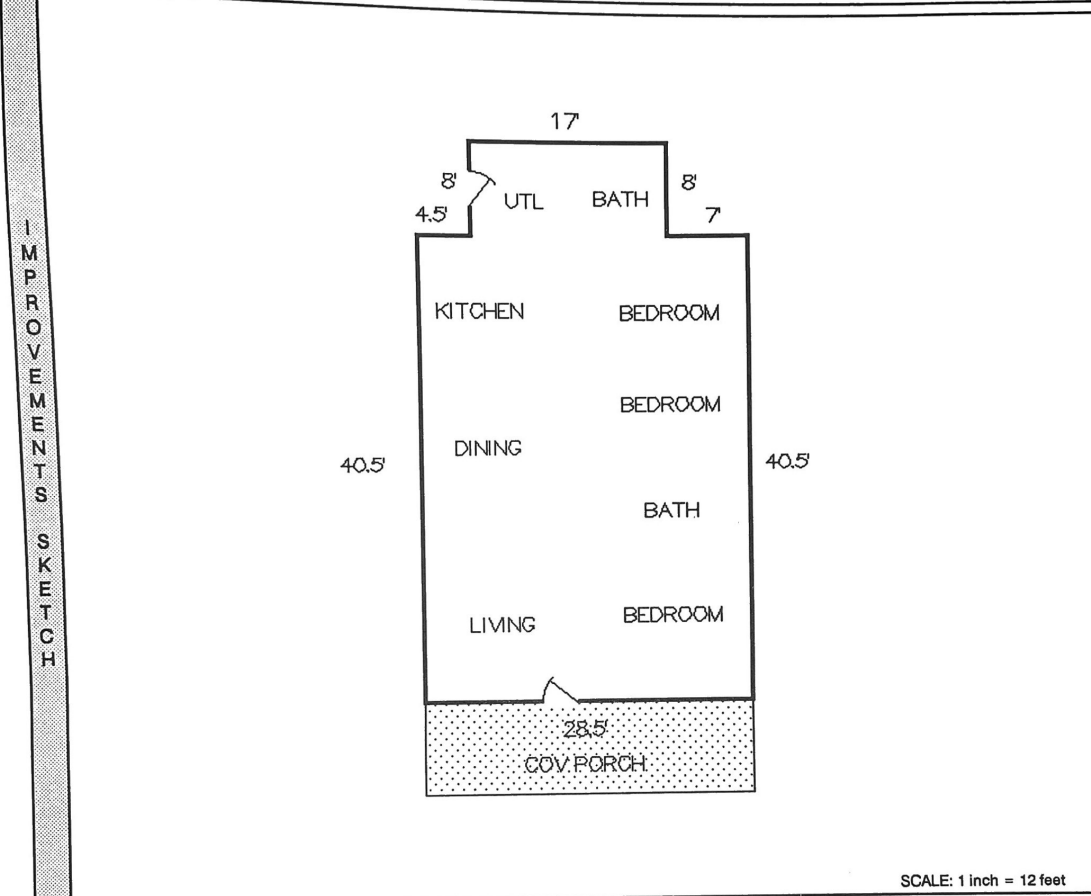 IMPROVEMENTS SKETCH
17'
8'
UTL
BATH
8'
4.5'
7'
KITCHEN
BEDROOM
BEDROOM
DINING
40.5'
40.5'
BATH
LIVING
BEDROOM
28.5'
COV.PORCH
SCALE: 1 inch = 12 feet